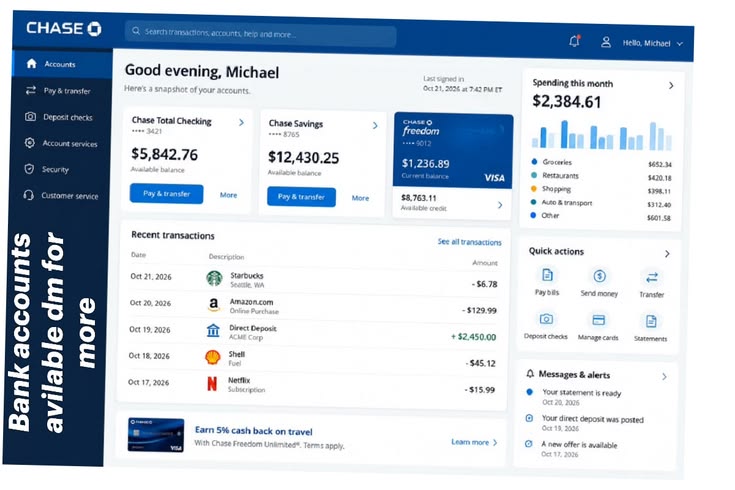 CHASE
Search transactions, accounts, help and more...
Hello, Michael
Accounts
Pay & transfer
Deposit checks
Account services
Security
Customer service
Bank accounts
avilable dm for
more
Good evening, Michael
Here's a snapshot of your accounts.
Last signed in
Oct 21, 2026 at 7:42 PM ET
Chase Total Checking
•••• 3421
$5,842.76
Available balance
Pay & transfer
More
Chase Savings
•••• 8765
$12,430.25
Available balance
Pay & transfer
More
CHASE
freedom
•••• 9012
$1,236.89
Current balance
VISA
$8,763.11
Available credit
Spending this month
$2,384.61
Groceries $652.34
Restaurants $420.18
Shopping $398.11
Auto & transport $312.40
Other $601.58
Recent transactions
See all transactions
Date Description Amount
Oct 21, 2026 Starbucks - $6.78
Seattle, WA
Oct 20, 2026 Amazon.com - $129.99
Online Purchase
Oct 19, 2026 Direct Deposit + $2,450.00
ACME Corp
Oct 18, 2026 Shell - $45.12
Fuel
Oct 17, 2026 Netflix - $15.99
Subscription
Quick actions
Pay bills Send money Transfer
Deposit checks Manage cards Statements
Messages & alerts
Your statement is ready
Oct 20, 2026
Your direct deposit was posted
Oct 19, 2026
A new offer is available
Oct 17, 2026
CHASE
VISA
Earn 5% cash back on travel
With Chase Freedom Unlimited®. Terms apply.
Learn more